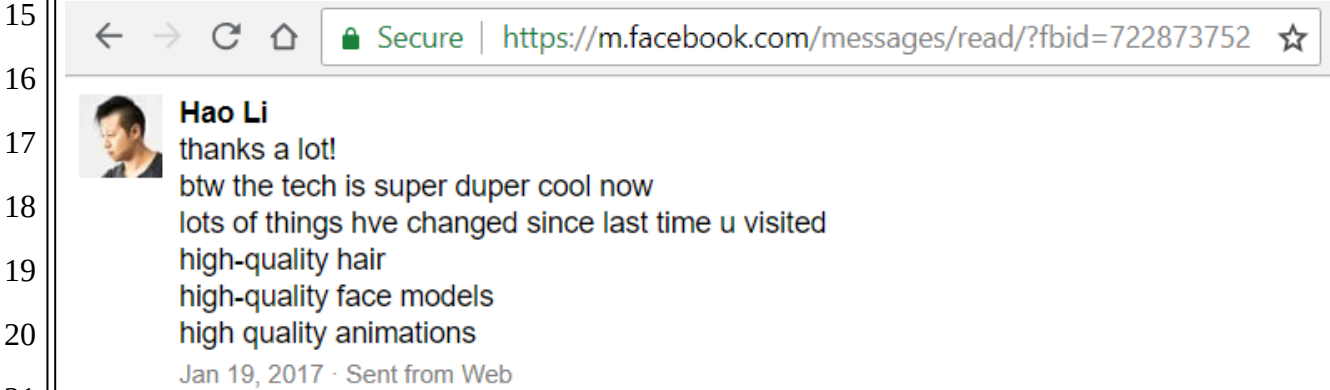 15
Secure | https://m.facebook.com/messages/read/?fbid=722873752
16
Hao Li
17
thanks a lot!
btw the tech is super duper cool now
18
lots of things hve changed since last time u visited
high-quality hair
19
high-quality face models
20
high quality animations
Jan 19, 2017 · Sent from Web